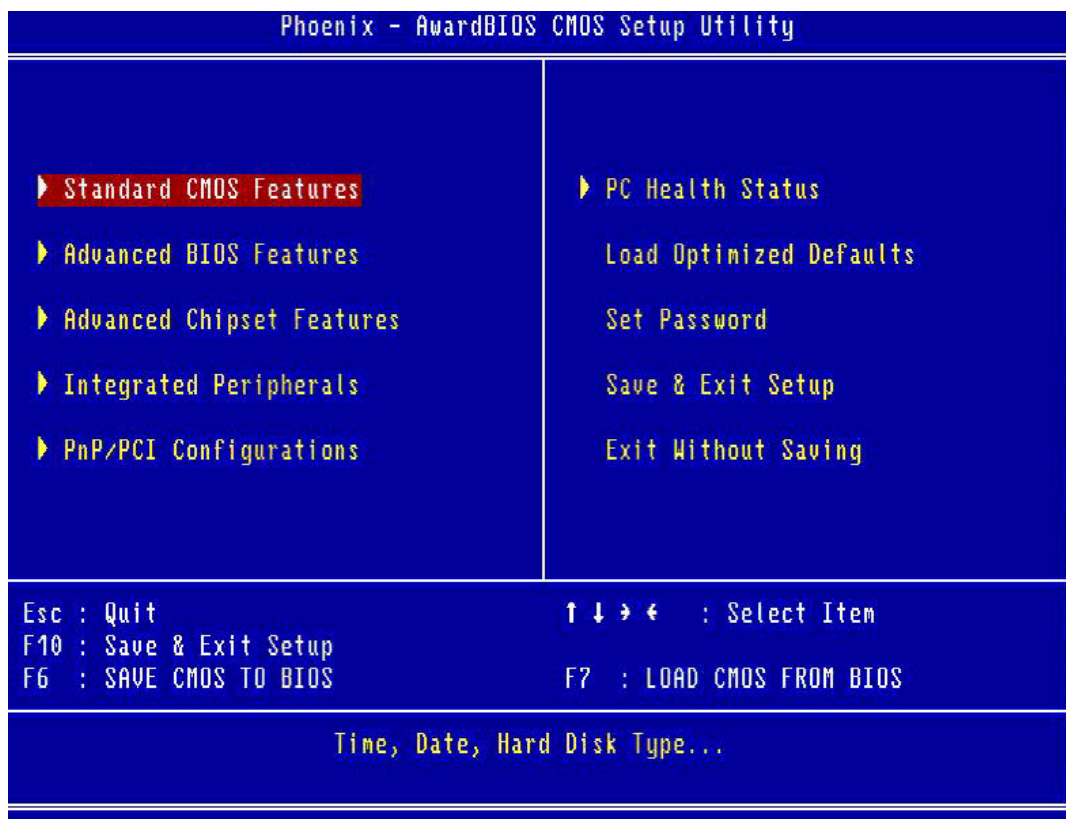 Phoenix - AwardBIOS CMOS Setup Utility
Standard CMOS Features
Advanced BIOS Features
Advanced Chipset Features
Integrated Peripherals
PnP/PCI Configurations
PC Health Status
Load Optimized Defaults
Set Password
Save & Exit Setup
Exit Without Saving
Esc : Quit
↑ ↓ → ← : Select Item
F10 : Save & Exit Setup
F6 : SAVE CMOS TO BIOS
F7 : LOAD CMOS FROM BIOS
Time, Date, Hard Disk Type...